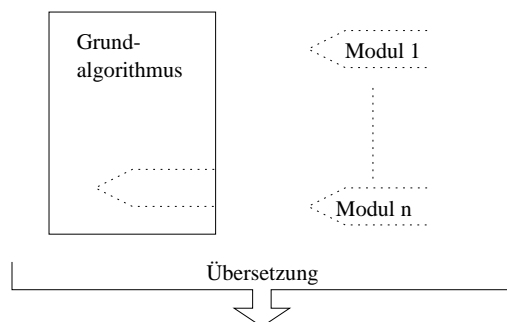 Grund-
algorithmus
Modul 1
Modul n
Übersetzung